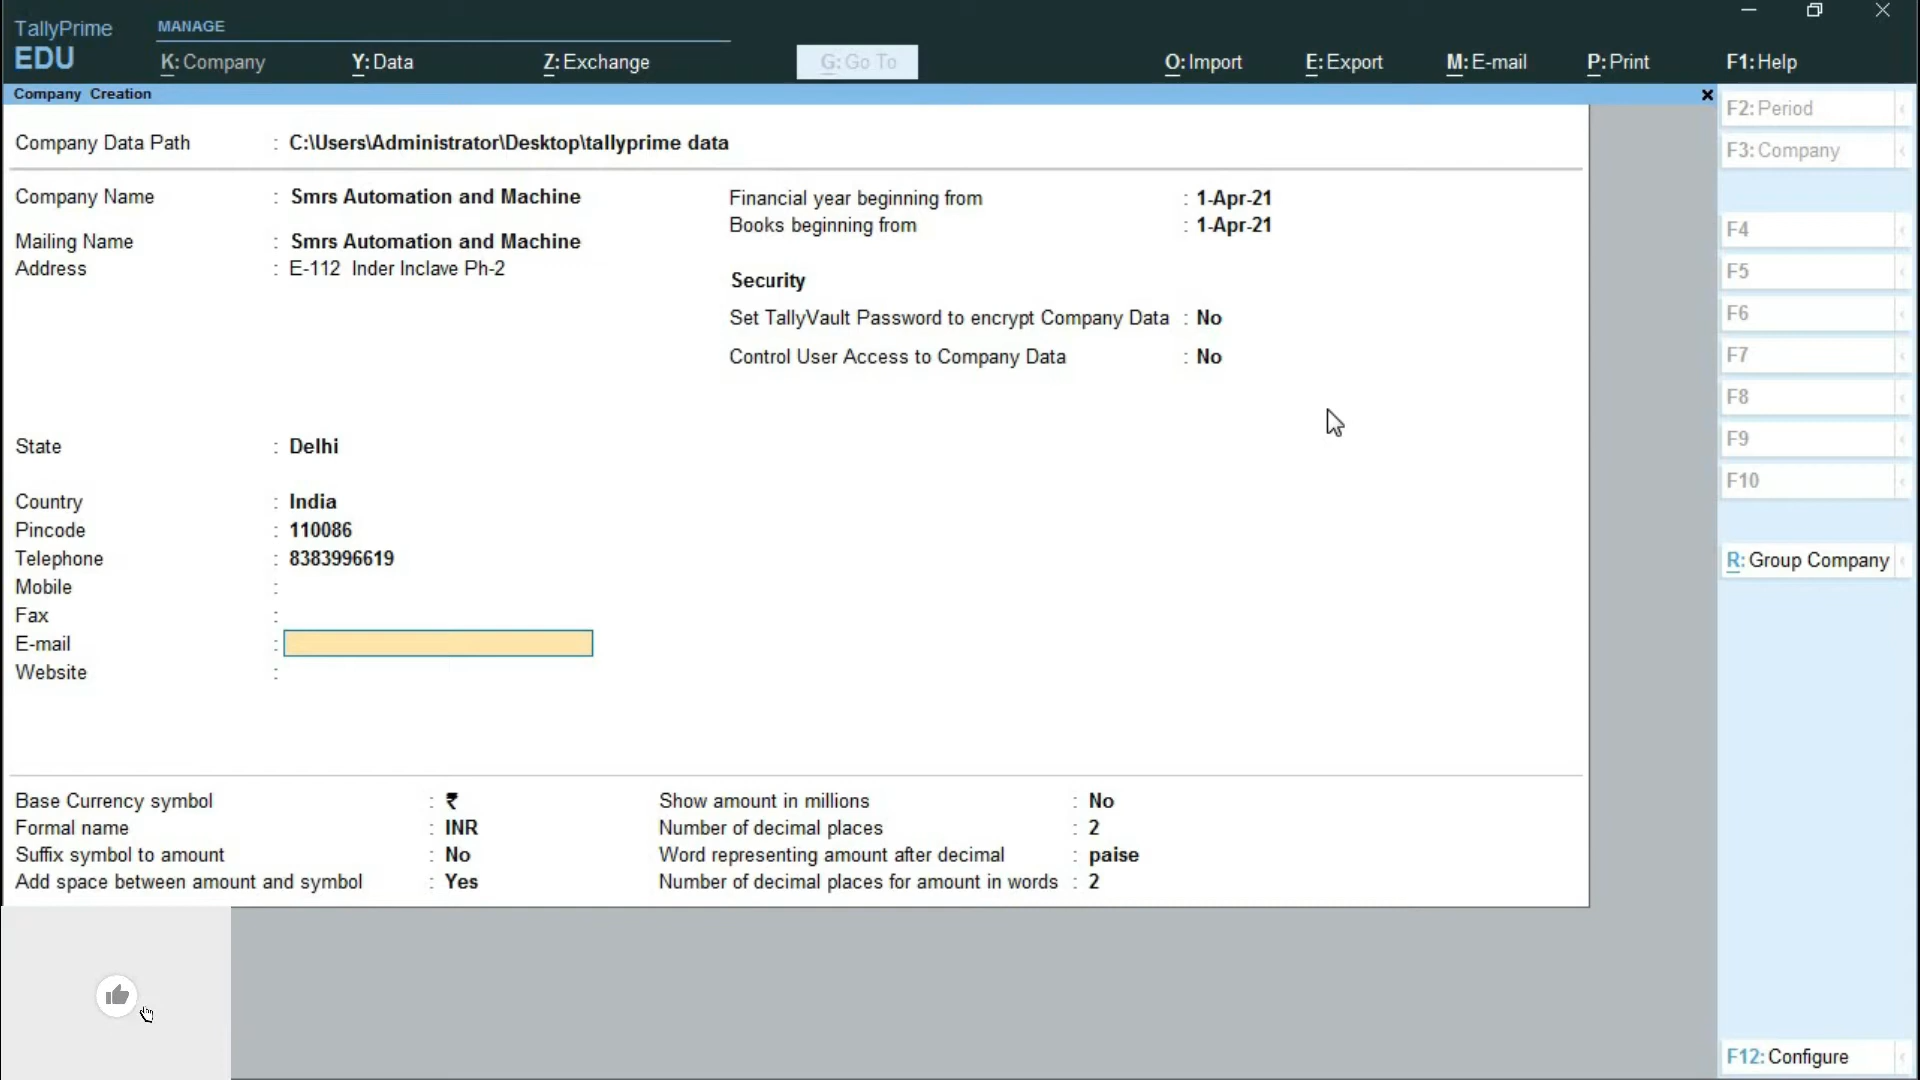 TallyPrime
EDU
MANAGE
K: Company
Y: Data
Z: Exchange
G: Go To
O: Import
E: Export
M: E-mail
P: Print
F1: Help
Company Creation
Company Data Path : C:\Users\Administrator\Desktop\tallyprime data
Company Name : Smrs Automation and Machine
Mailing Name : Smrs Automation and Machine
Address : E-112 Inder Inclave Ph-2
State : Delhi
Country : India
Pincode : 110086
Telephone : 8383996619
Mobile :
Fax :
E-mail :
Website :
Financial year beginning from : 1-Apr-21
Books beginning from : 1-Apr-21
Security
Set TallyVault Password to encrypt Company Data : No
Control User Access to Company Data : No
Base Currency symbol : ₹
Formal name : INR
Suffix symbol to amount : No
Add space between amount and symbol : Yes
Show amount in millions : No
Number of decimal places : 2
Word representing amount after decimal : paise
Number of decimal places for amount in words : 2
F2: Period
F3: Company
F4
F5
F6
F7
F8
F9
F10
R: Group Company
F12: Configure